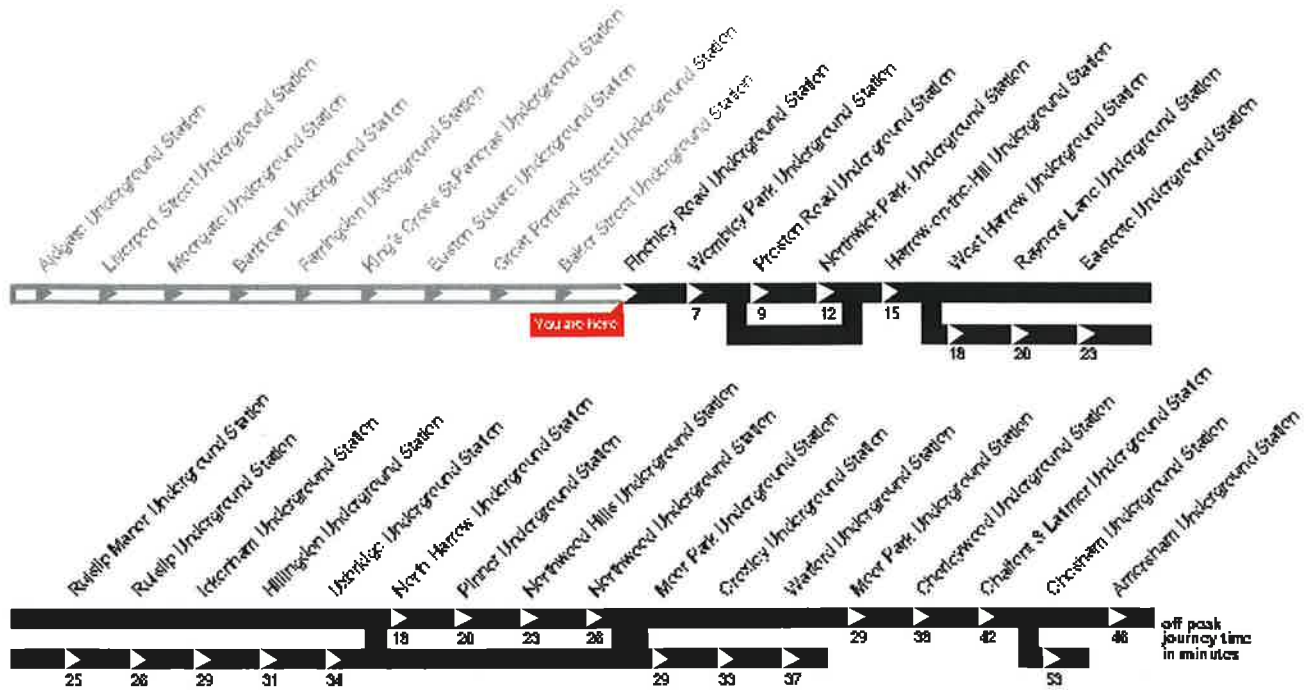 Aldgate Underground Station
Liverpool Street Underground Station
Moorgate Underground Station
Barbican Underground Station
Farringdon Underground Station
King's Cross St.Pancras Underground Station
Euston Square Underground Station
Great Portland Street Underground Station
Baker Street Underground Station
Finchley Road Underground Station
Wembley Park Underground Station
Preston Road Underground Station
Northwick Park Underground Station
Harrow-on-the-Hill Underground Station
West Harrow Underground Station
Rayners Lane Underground Station
Eastcote Underground Station
You are here
7
9
12
15
18
20
23
Ruislip Manor Underground Station
Ruislip Underground Station
Ickenham Underground Station
Hillingdon Underground Station
Uxbridge Underground Station
North Harrow Underground Station
Pinner Underground Station
Northwood Hills Underground Station
Northwood Underground Station
Moor Park Underground Station
Croxley Underground Station
Watford Underground Station
Moor Park Underground Station
Chorleywood Underground Station
Chalfont & Latimer Underground Station
Chesham Underground Station
Amersham Underground Station
18
20
23
26
29
42
off peak
journey time
in minutes
25
29
31
34
29
33
37
53